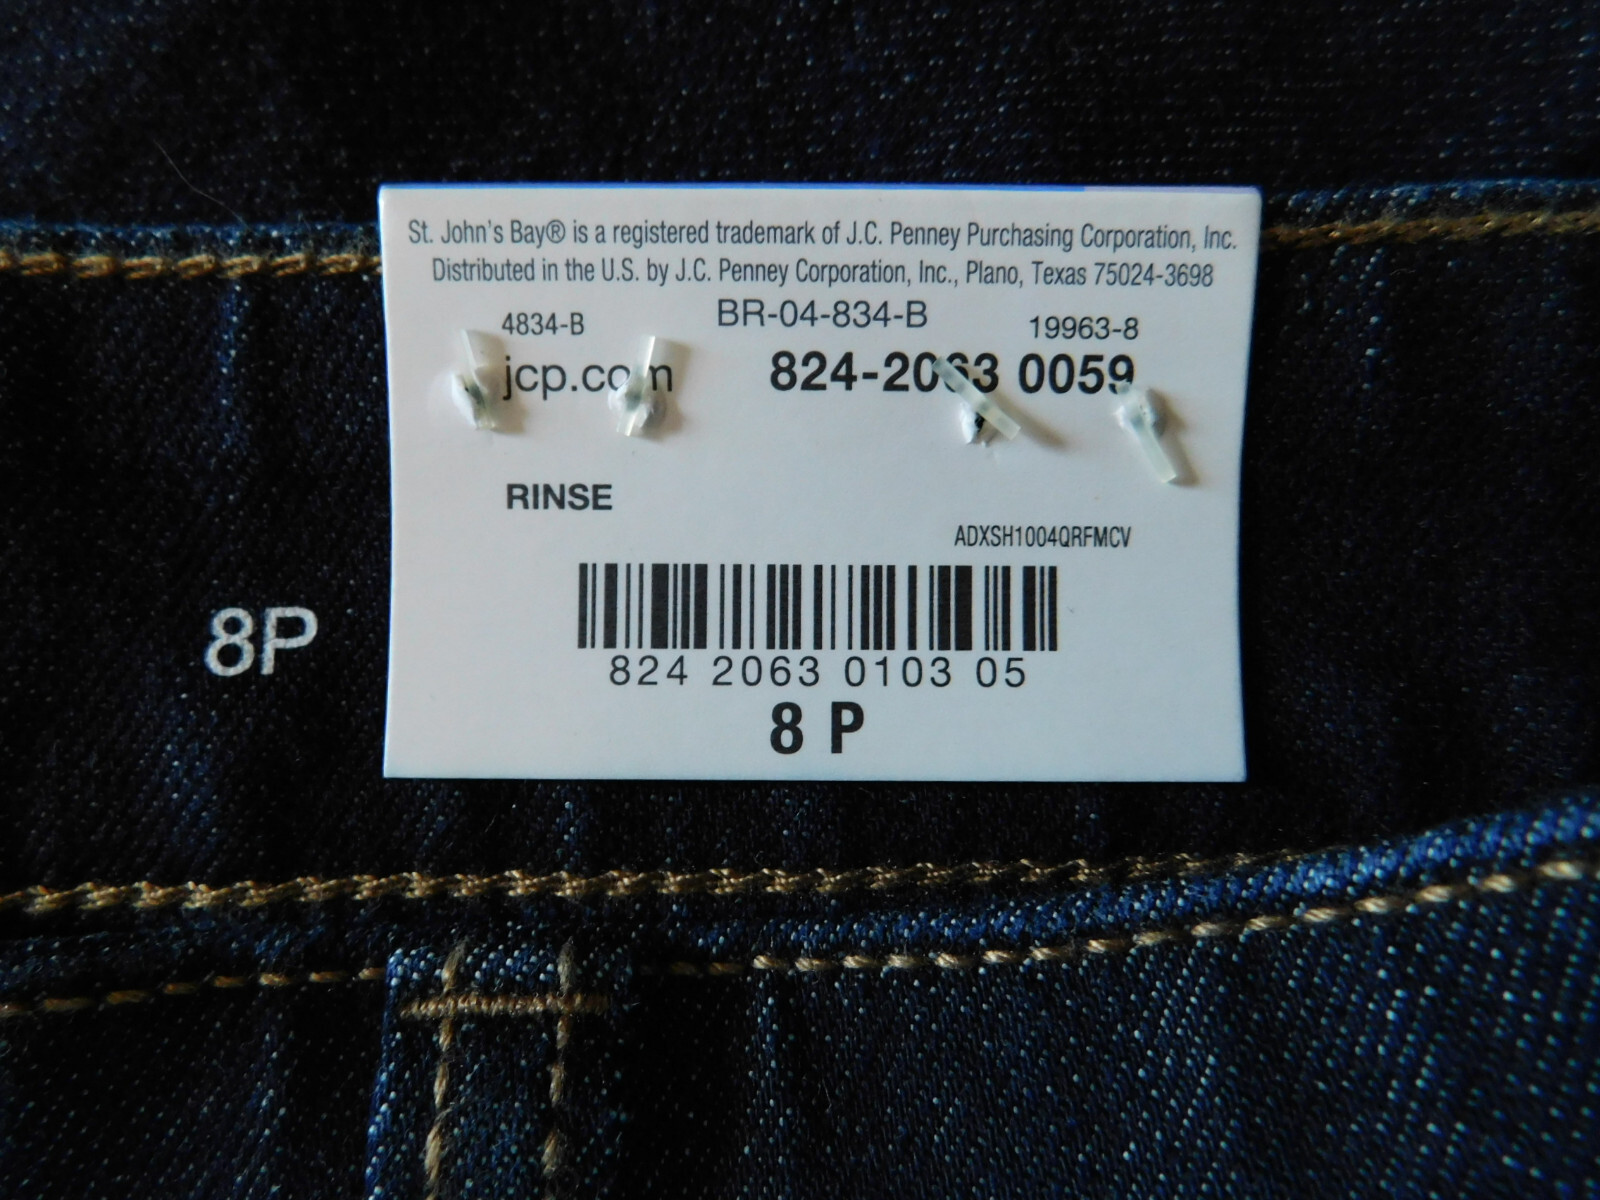 St. John's Bay® is a registered trademark of J.C. Penney Purchasing Corporation, Inc.
Distributed in the U.S. by J.C. Penney Corporation, Inc., Plano, Texas 75024-3698
4834-B BR-04-834-B 19963-8
jcp.com 824-2063 0059
RINSE
ADXSH1004QRFMCV
824 2063 0103 05
8 P
8P